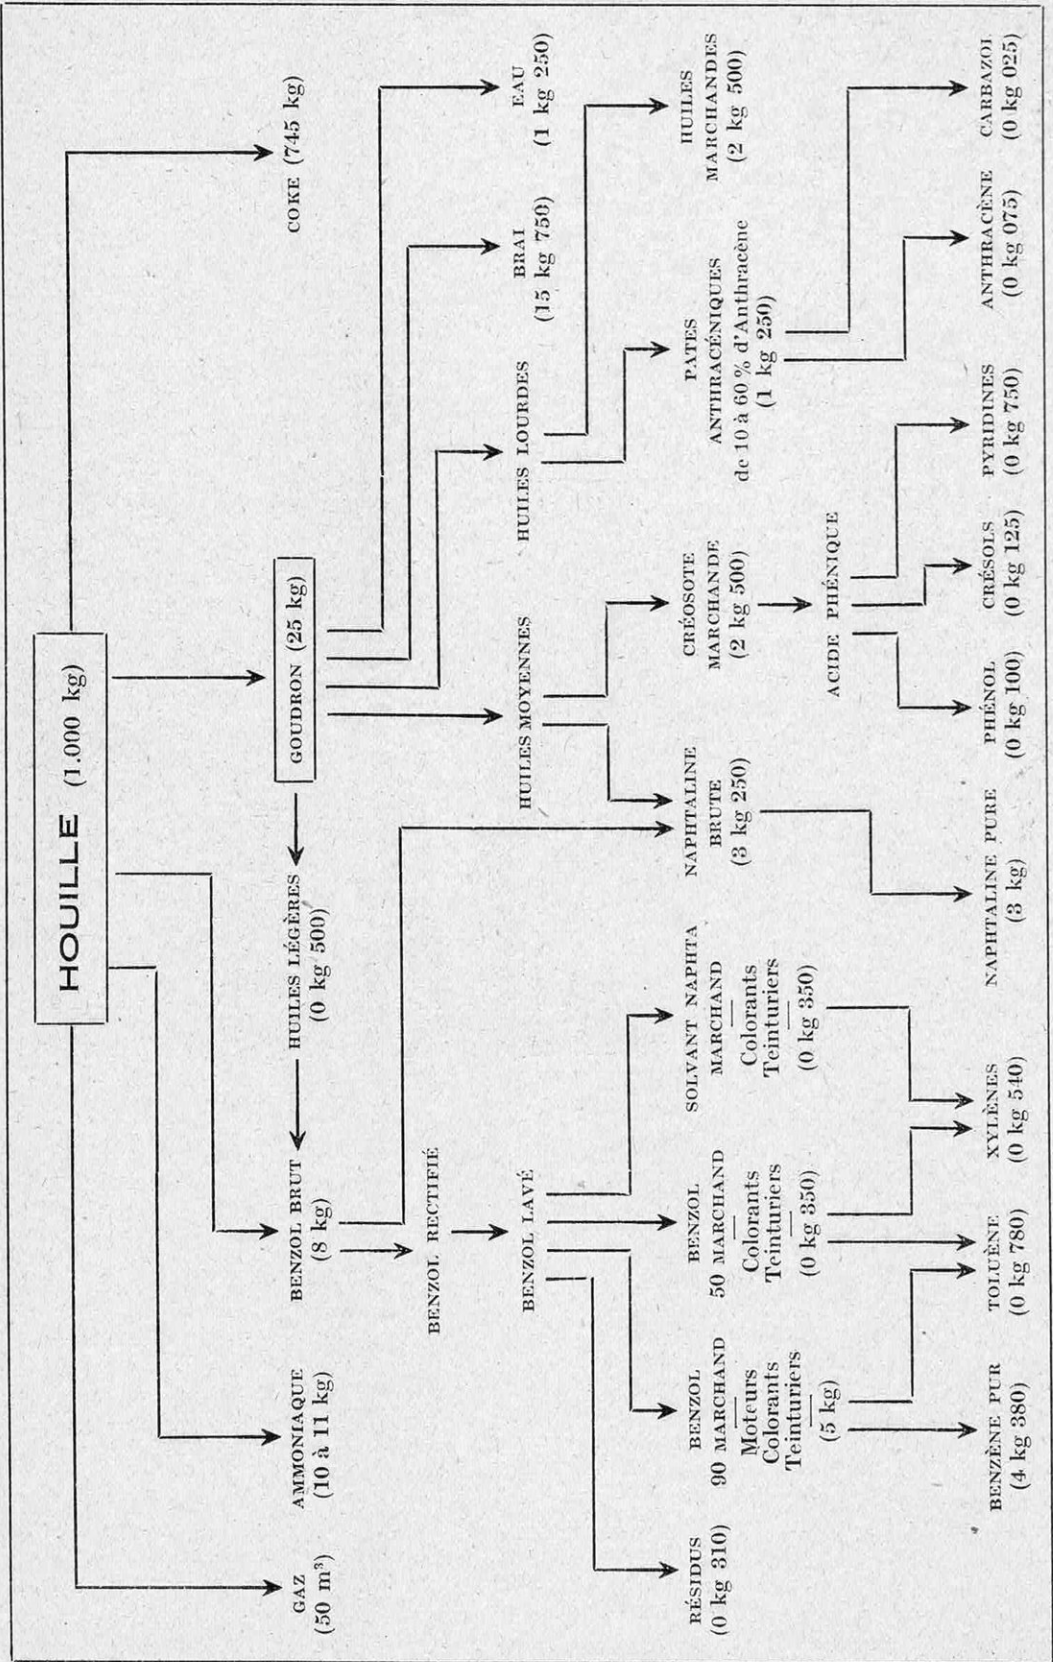 HOUILLE (1.000 kg)
GAZ
(50 m³)
AMMONIAQUE
(10 à 11 kg)
BENZOL BRUT
(8 kg)
HUILES LÉGÈRES
(0 kg 500)
GOUDRON (25 kg)
COKE (745 kg)
BENZOL RECTIFIÉ
BENZOL LAVÉ
HUILES MOYENNES
HUILES LOURDES
BRAI
(15 kg 750)
EAU
(1 kg 250)
RÉSIDUS
(0 kg 310)
BENZOL
90 MARCHAND
Moteurs
Colorants
Teinturiers
(5 kg)
BENZOL
50 MARCHAND
Colorants
Teinturiers
(0 kg 350)
SOLVANT NAPHTA
MARCHAND
Colorants
Teinturiers
(0 kg 350)
NAPHTALINE
BRUTE
(3 kg 250)
CRÉOSOTE
MARCHANDE
(2 kg 500)
PATES
ANTHRACÉNIQUES
de 10 à 60 % d'Anthracène
(1 kg 250)
HUILES
MARCHANDES
(2 kg 500)
ACIDE PHÉNIQUE
BENZÈNE PUR
(4 kg 380)
TOLUÈNE
(0 kg 780)
XYLÈNES
(0 kg 540)
NAPHTALINE PURE
(3 kg)
PHÉNOL
(0 kg 100)
CRÉSOLS
(0 kg 125)
PYRIDINES
(0 kg 750)
ANTHRACÈNE
(0 kg 075)
CARBAZOL
(0 kg 025)